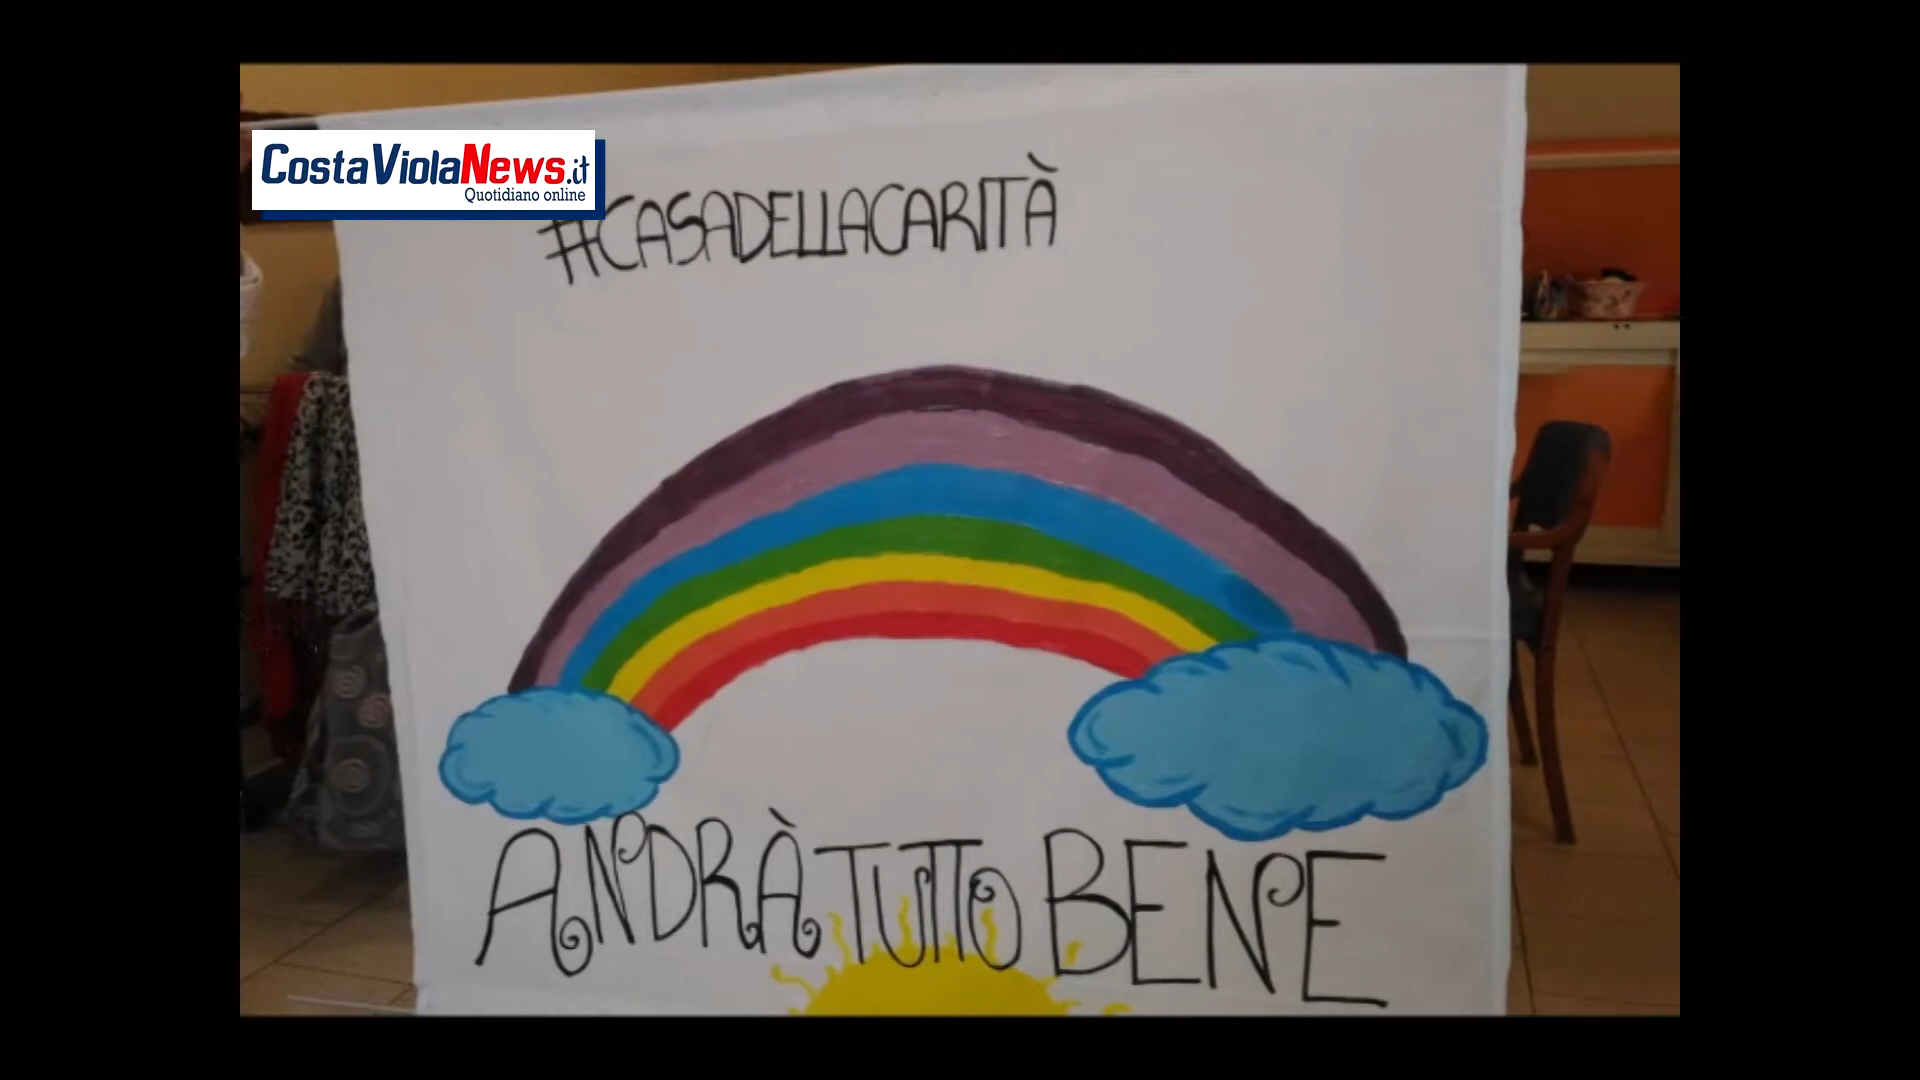 CostaViolaNews.it
Quotidiano online
#CASADELLACARITÀ
ANDRÀ TUTTO BENE